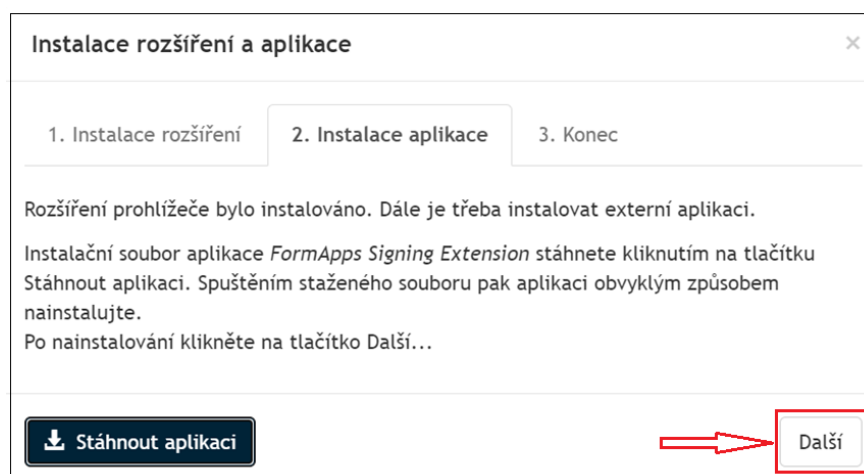 Instalace rozšíření a aplikace ×
1. Instalace rozšíření 2. Instalace aplikace 3. Konec
Rozšíření prohlížeče bylo instalováno. Dále je třeba instalovat externí aplikaci.
Instalační soubor aplikace FormApps Signing Extension stáhnete kliknutím na tlačítku
Stáhnout aplikaci. Spuštěním staženého souboru pak aplikaci obvyklým způsobem
nainstalujte.
Po nainstalování klikněte na tlačítko Další...
Stáhnout aplikaci Další